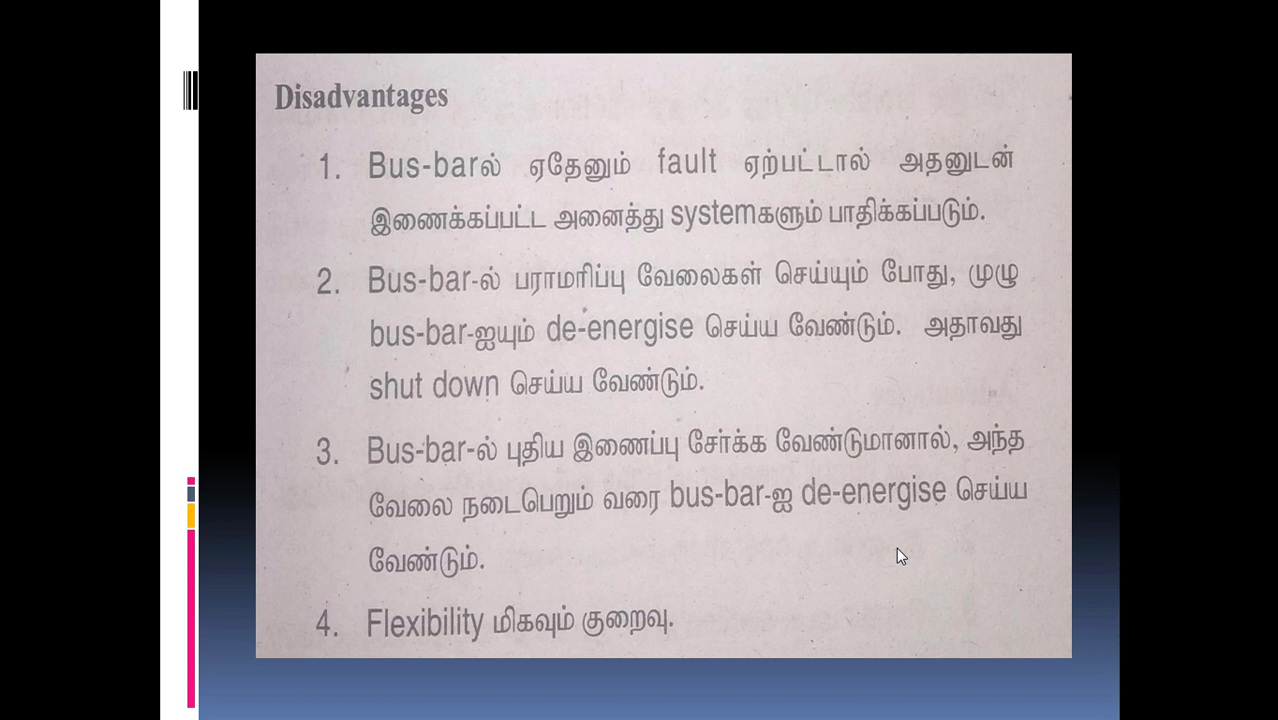 Disadvantages
1. Bus-barல் ஏதேனும் fault ஏற்பட்டால் அதனுடன்
இணைக்கப்பட்ட அனைத்து systemகளும் பாதிக்கப்படும்.
2. Bus-bar-ல் பராமரிப்பு வேலைகள் செய்யும் போது, முழு
bus-bar-ஐயும் de-energise செய்ய வேண்டும். அதாவது
shut down செய்ய வேண்டும்.
3. Bus-bar-ல் புதிய இணைப்பு சேர்க்க வேண்டுமானால், அந்த
வேலை நடைபெறும் வரை bus-bar-ஐ de-energise செய்ய
வேண்டும்.
4. Flexibility மிகவும் குறைவு.